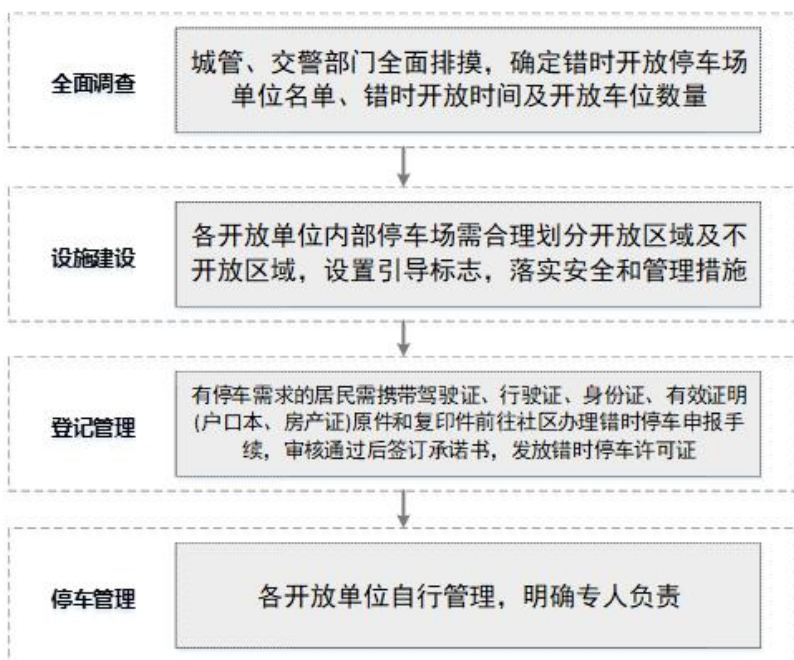 全面调查
城管、交警部门全面排摸，确定错时开放停车场
单位名单、错时开放时间及开放车位数量
设施建设
各开放单位内部停车场需合理划分开放区域及不
开放区域，设置引导标志，落实安全和管理措施
登记管理
有停车需求的居民需携带驾驶证、行驶证、身份证、有效证明
(户口本、房产证)原件和复印件前往社区办理错时停车申报手
续，审核通过后签订承诺书，发放错时停车许可证
停车管理
各开放单位自行管理，明确专人负责